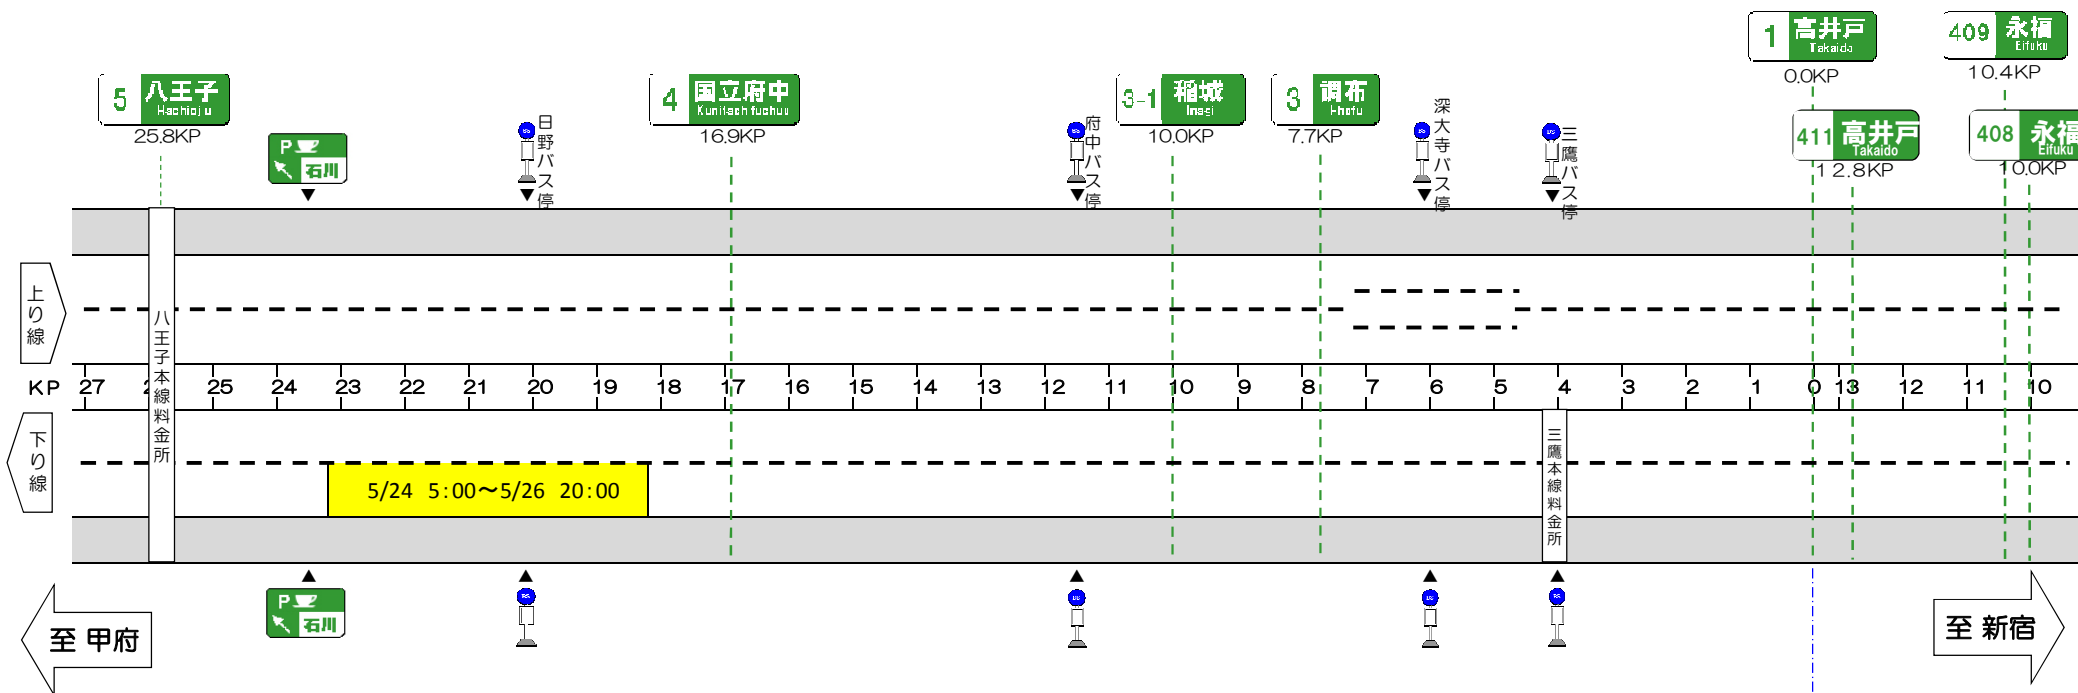 1 高井戸
Takaido
0.0KP
409 永福
Eifuku
10.4KP
5 八王子
Hachioji
25.8KP
4 国立府中
16.9KP
3-1 稲城
Inagi
10.0KP
3 調布
7.7KP
411 高井戸
Takaido
12.8KP
408 永福
Eifuku
10.0KP
P
石川
日野バス停
府中バス停
深大寺バス停
三鷹バス停
上り線
八王子本線料金所
KP 27 25 24 23 22 21 20 19 18 17 16 15 14 13 12 11 10 9 8 7 6 5 4 3 2 1 0 13 12 11 10
下り線
5/24 5:00～5/26 20:00
三鷹本線料金所
P
石川
至 甲府
至 新宿